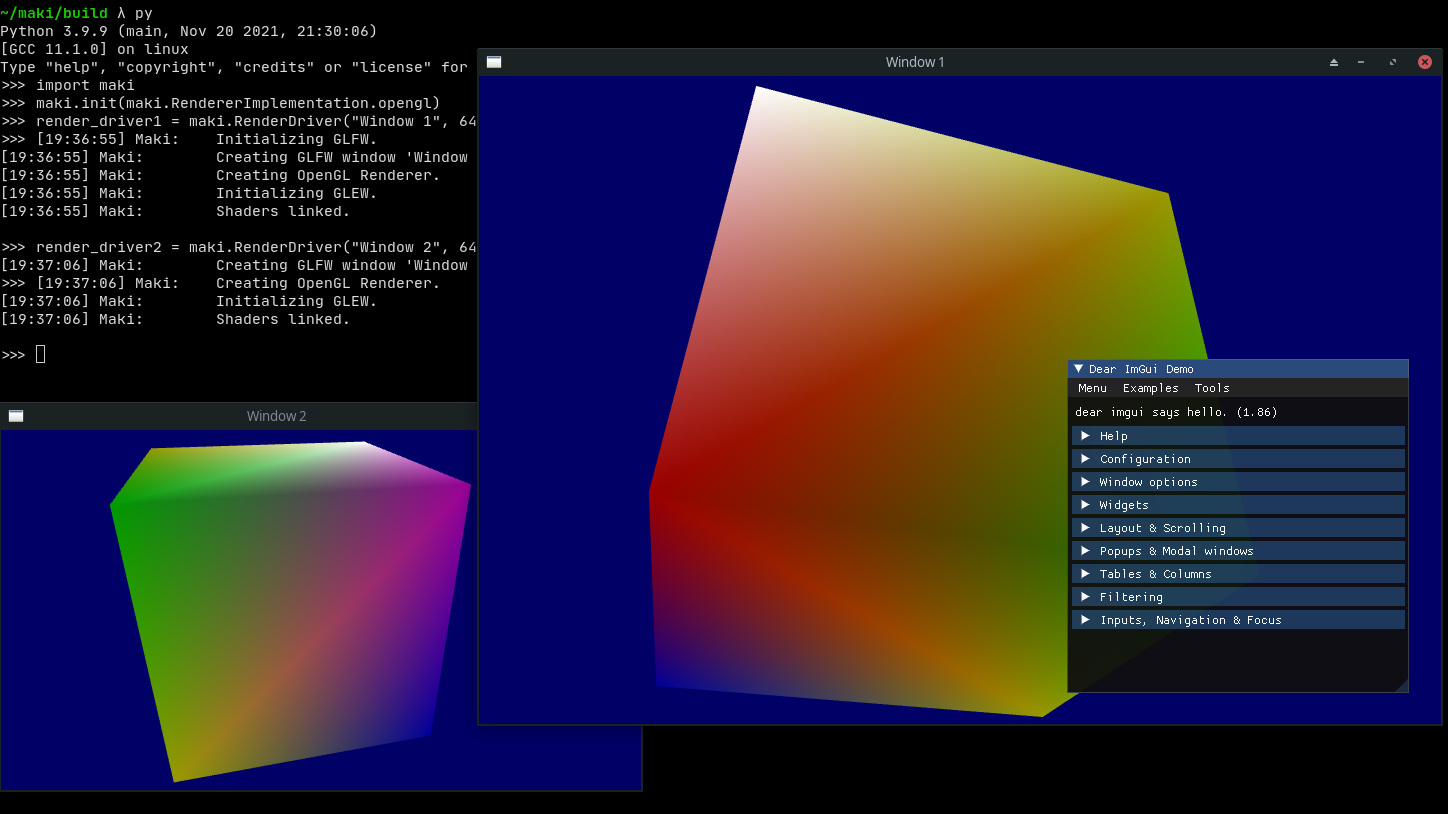 ~/maki/build λ py
Python 3.9.9 (main, Nov 20 2021, 21:30:06)
[GCC 11.1.0] on linux
Type "help", "copyright", "credits" or "license" for
>>> import maki
>>> maki.init(maki.RendererImplementation.opengl)
>>> render_driver1 = maki.RenderDriver("Window 1", 64
>>> [19:36:55] Maki: Initializing GLFW.
[19:36:55] Maki: Creating GLFW window 'Window
[19:36:55] Maki: Creating OpenGL Renderer.
[19:36:55] Maki: Initializing GLEW.
[19:36:55] Maki: Shaders linked.
>>> render_driver2 = maki.RenderDriver("Window 2", 64
[19:37:06] Maki: Creating GLFW window 'Window
>>> [19:37:06] Maki: Creating OpenGL Renderer.
[19:37:06] Maki: Initializing GLEW.
[19:37:06] Maki: Shaders linked.
>>>
Window 1
Dear ImGui Demo
Menu Examples Tools
dear imgui says hello. (1.86)
Help
Configuration
Window options
Widgets
Layout & Scrolling
Popups & Modal windows
Tables & Columns
Filtering
Inputs, Navigation & Focus
Window 2